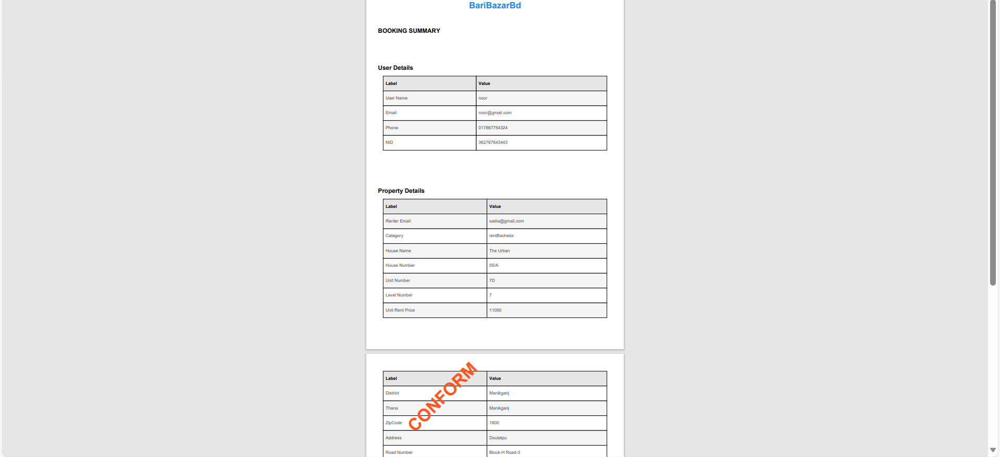 BariBazarBd
BOOKING SUMMARY
User Details
Label Value
User Name noor
Email noor@gmail.com
Phone 017867754324
NID 362767643443
Property Details
Label Value
Renter Email sadia@gmail.com
Category rentBachelor
House Name The Urban
House Number 55/A
Unit Number 7D
Level Number 7
Unit Rent Price 11000
CONFORM
Label Value
District Manikganj
Thana Manikganj
ZipCode 1800
Address Doulatpu
Road Number Block-H Road-3